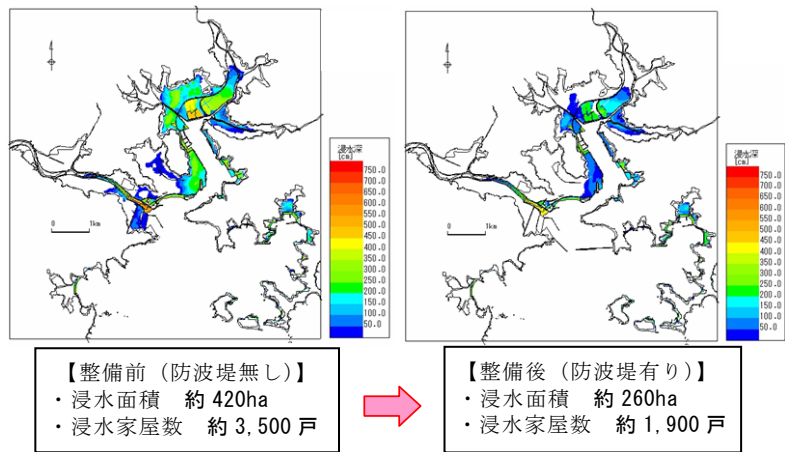 浸水深
[cm]
750.0
700.0
650.0
600.0
550.0
500.0
450.0
400.0
350.0
300.0
250.0
200.0
150.0
100.0
50.0
0 1km
浸水深
[cm]
750.0
700.0
650.0
600.0
550.0
500.0
450.0
400.0
350.0
300.0
250.0
200.0
150.0
100.0
50.0
0 1km
【整備前（防波堤無し）】
・浸水面積 約420ha
・浸水家屋数 約3,500戸
【整備後（防波堤有り）】
・浸水面積 約260ha
・浸水家屋数 約1,900戸